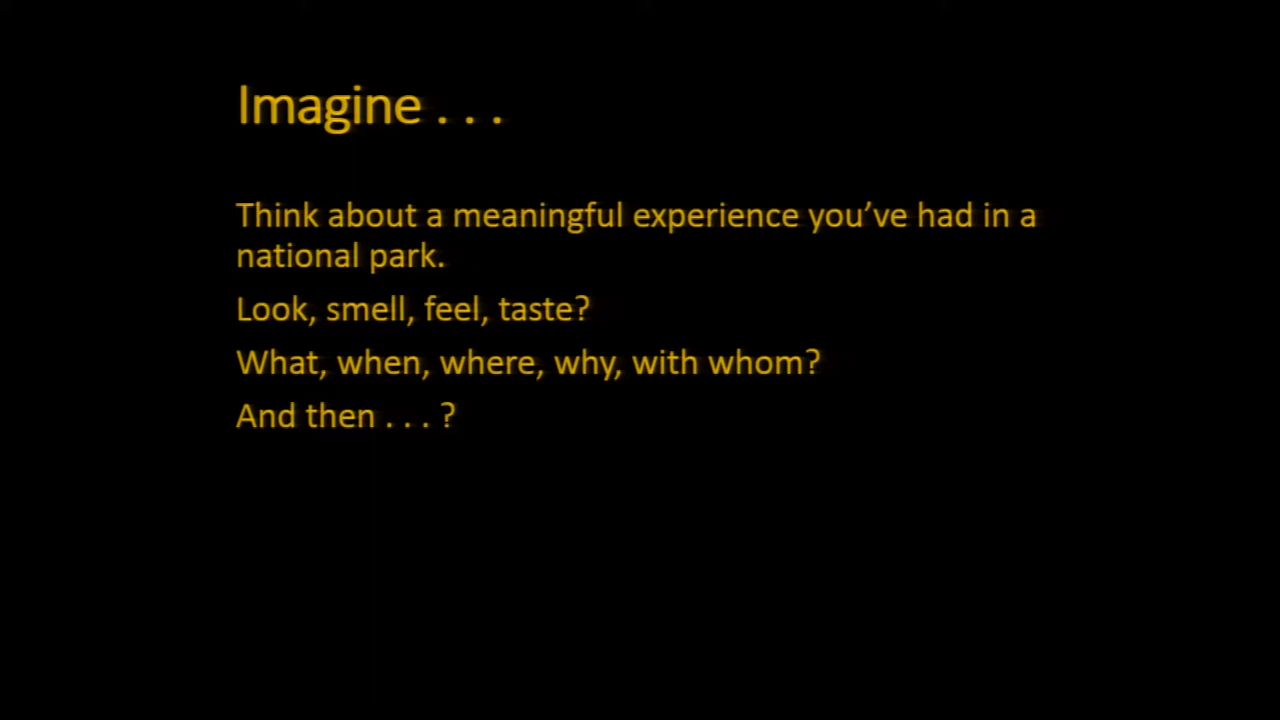 Imagine . . .
Think about a meaningful experience you’ve had in a
national park.
Look, smell, feel, taste?
What, when, where, why, with whom?
And then . . . ?